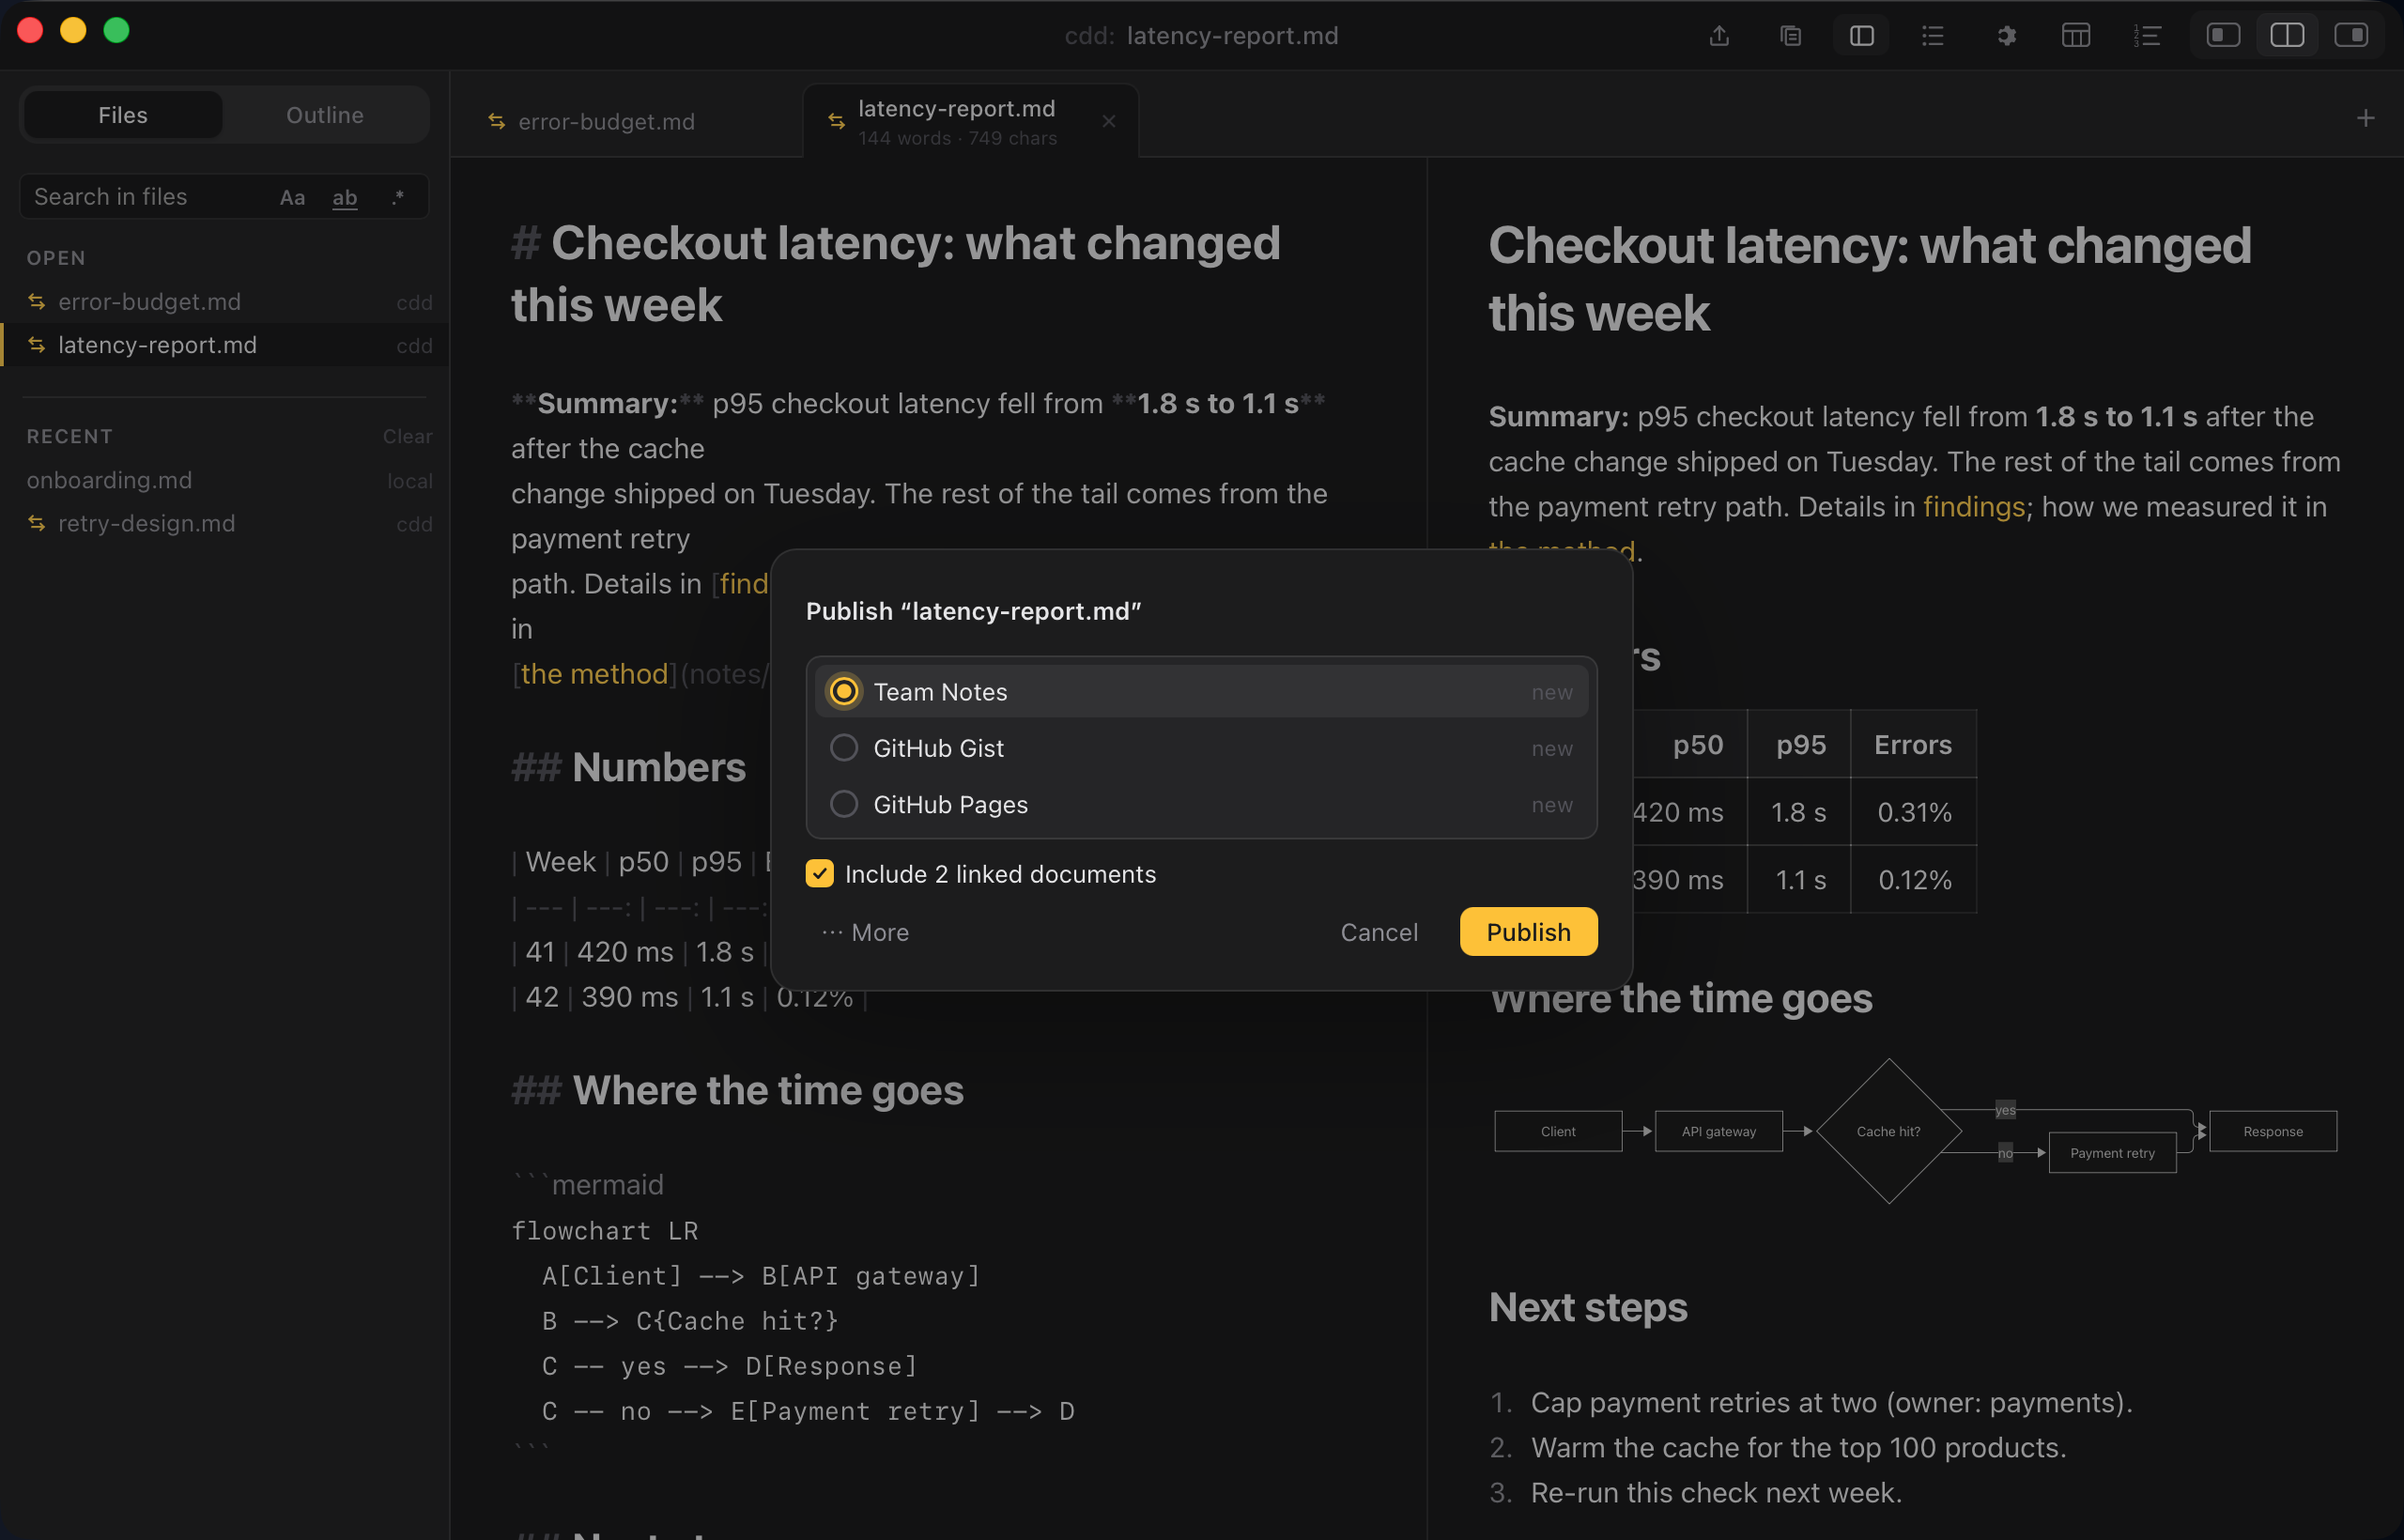 cdd: latency-report.md
Files
Outline
Search in files
Aa
ab
.*
OPEN
error-budget.md cdd
latency-report.md cdd
RECENT Clear
onboarding.md local
retry-design.md cdd
error-budget.md
latency-report.md
144 words · 749 chars
# Checkout latency: what changed
this week
**Summary:** p95 checkout latency fell from **1.8 s to 1.1 s**
after the cache
change shipped on Tuesday. The rest of the tail comes from the
payment retry
path. Details in [find
in
[the method](notes/
## Numbers
| Week | p50 | p95 |
| --- | ---: | ---: | ---:
| 41 | 420 ms | 1.8 s |
| 42 | 390 ms | 1.1 s | 0.12% |
## Where the time goes
```mermaid
flowchart LR
A[Client] --> B[API gateway]
B --> C{Cache hit?}
C -- yes --> D[Response]
C -- no --> E[Payment retry] --> D
```
Checkout latency: what changed
this week
Summary: p95 checkout latency fell from 1.8 s to 1.1 s after the
cache change shipped on Tuesday. The rest of the tail comes from
the payment retry path. Details in findings; how we measured it in
the method.
rs
p50 p95 Errors
420 ms 1.8 s 0.31%
390 ms 1.1 s 0.12%
Where the time goes
Client
API gateway
Cache hit?
yes
no
Payment retry
Response
Next steps
1. Cap payment retries at two (owner: payments).
2. Warm the cache for the top 100 products.
3. Re-run this check next week.
Publish “latency-report.md”
Team Notes new
GitHub Gist new
GitHub Pages new
Include 2 linked documents
··· More
Cancel
Publish